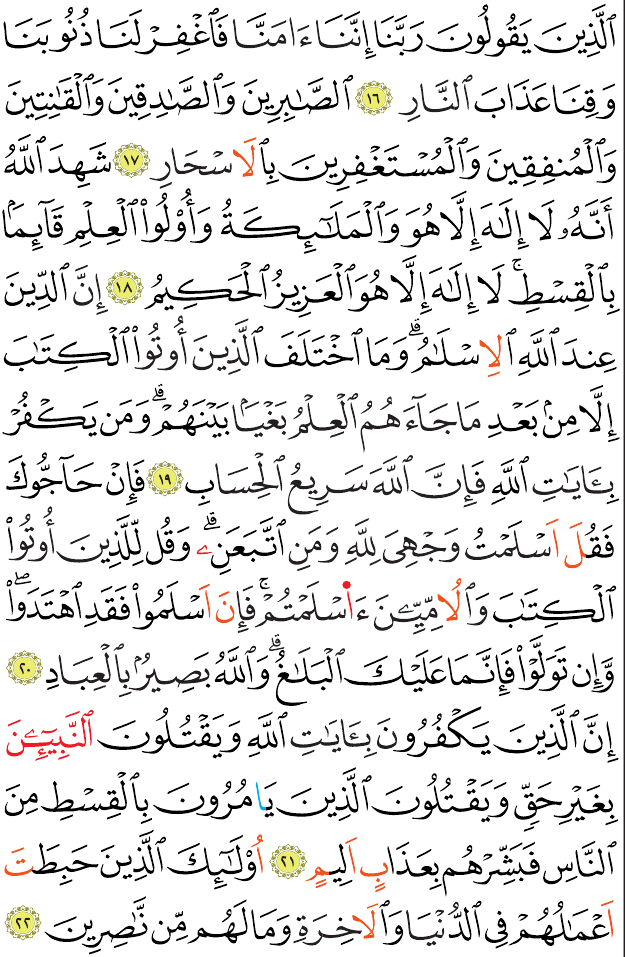 ٱلَّذِينَ يَقُولُونَ رَبَّنَا إِنَّنَا ءَامَنَّا فَٱغْفِرْ لَنَا ذُنُوبَنَا
وَقِنَا عَذَابَ ٱلنَّارِ ١٦ ٱلصَّٰبِرِينَ وَٱلصَّٰدِقِينَ وَٱلْقَٰنِتِينَ
وَٱلْمُنفِقِينَ وَٱلْمُسْتَغْفِرِينَ بِٱلَاسْحَارِ ١٧ شَهِدَ ٱللَّهُ
أَنَّهُۥ لَا إِلَٰهَ إِلَّا هُوَ وَٱلْمَلَٰٓئِكَةُ وَأُوْلُوا۟ ٱلْعِلْمِ قَآئِمًۢا
بِٱلْقِسْطِ ۚ لَا إِلَٰهَ إِلَّا هُوَ ٱلْعَزِيزُ ٱلْحَكِيمُ ١٨ إِنَّ ٱلدِّينَ
عِندَ ٱللَّهِ ٱلِاسْلَٰمُ ۗ وَمَا ٱخْتَلَفَ ٱلَّذِينَ أُوتُوا۟ ٱلْكِتَٰبَ
إِلَّا مِنۢ بَعْدِ مَا جَآءَهُمُ ٱلْعِلْمُ بَغْيًۢا بَيْنَهُمْ ۗ وَمَن يَكْفُرْ
بِـَٔايَٰتِ ٱللَّهِ فَإِنَّ ٱللَّهَ سَرِيعُ ٱلْحِسَابِ ١٩ فَإِنْ حَآجُّوكَ
فَقُلَ اَسْلَمْتُ وَجْهِىَ لِلَّهِ وَمَنِ ٱتَّبَعَنِۦ ۗ وَقُل لِّلَّذِينَ أُوتُوا۟
ٱلْكِتَٰبَ وَٱلُامِّيِّۦنَ ءَا۬سْلَمْتُمْ ۚ فَإِنَ اَسْلَمُوا۟ فَقَدِ ٱهْتَدَوا۟ ۖ
وَّإِن تَوَلَّوْا۟ فَإِنَّمَا عَلَيْكَ ٱلْبَلَٰغُ ۗ وَٱللَّهُ بَصِيرٌۢ بِٱلْعِبَادِ ٢٠
إِنَّ ٱلَّذِينَ يَكْفُرُونَ بِـَٔايَٰتِ ٱللَّهِ وَيَقْتُلُونَ ٱلنَّبِيٓـِٔۦنَ
بِغَيْرِ حَقٍّ وَيَقْتُلُونَ ٱلَّذِينَ يَامُرُونَ بِٱلْقِسْطِ مِنَ
ٱلنَّاسِ فَبَشِّرْهُم بِعَذَابٍ اَلِيمٍ ٢١ اُوْلَٰٓئِكَ ٱلَّذِينَ حَبِطَتَ
اَعْمَٰلُهُمْ فِى ٱلدُّنْيَا وَٱلَاخِرَةِ وَمَا لَهُم مِّن نَّٰصِرِينَ ٢٢